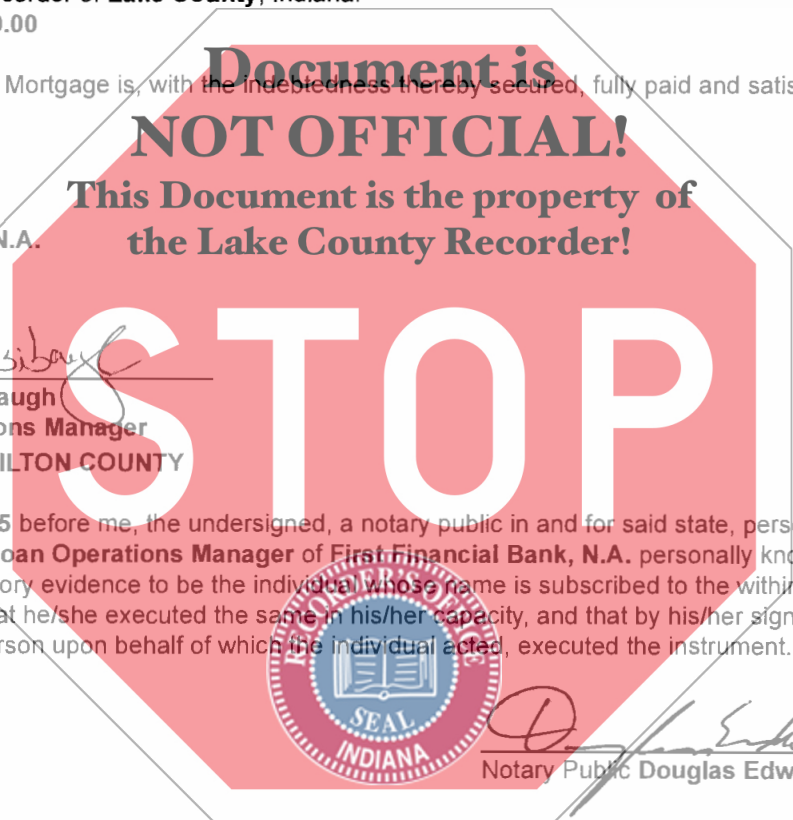 order of Lake County, Indiana.
0.00
Mortgage is, with the indebtedness thereby secured, fully paid and satis
Document is
NOT OFFICIAL!
This Document is the property of
the Lake County Recorder!
N.A.
STOP
augh
ons Manager
ILTON COUNTY
5 before me, the undersigned, a notary public in and for said state, pers
oan Operations Manager of First Financial Bank, N.A. personally kno
ory evidence to be the individual whose name is subscribed to the within
at he/she executed the same in his/her capacity, and that by his/her sign
rson upon behalf of which the individual acted, executed the instrument.
RECORDER'S OFFICE
SEAL
INDIANA
Notary Public Douglas Edw